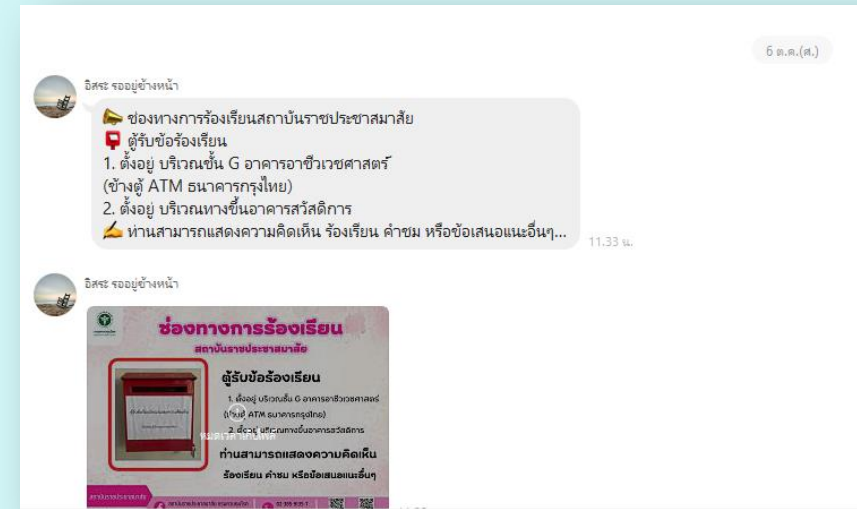 6 ต.ค.(ศ.)
อิสระ รออยู่ข้างหน้า
ช่องทางการร้องเรียนสถาบันราชประชาสมาสัย
ตู้รับข้อร้องเรียน
1. ตั้งอยู่ บริเวณชั้น G อาคารอาชีวเวชศาสตร์
(ข้างตู้ ATM ธนาคารกรุงไทย)
2. ตั้งอยู่ บริเวณทางขึ้นอาคารสวัสดิการ
ท่านสามารถแสดงความคิดเห็น ร้องเรียน คำชม หรือข้อเสนอแนะอื่นๆ...
11.33 น.
อิสระ รออยู่ข้างหน้า
ช่องทางการร้องเรียน
สถาบันราชประชาสมาสัย
ตู้รับข้อร้องเรียน
1. ตั้งอยู่ บริเวณชั้น G อาคารอาชีวเวชศาสตร์
(ข้างตู้ ATM ธนาคารกรุงไทย)
2. ตั้งอยู่ บริเวณทางขึ้นอาคารสวัสดิการ
หมดเวลาเก็บไฟล์
ท่านสามารถแสดงความคิดเห็น
ร้องเรียน คำชม หรือข้อเสนอแนะอื่นๆ